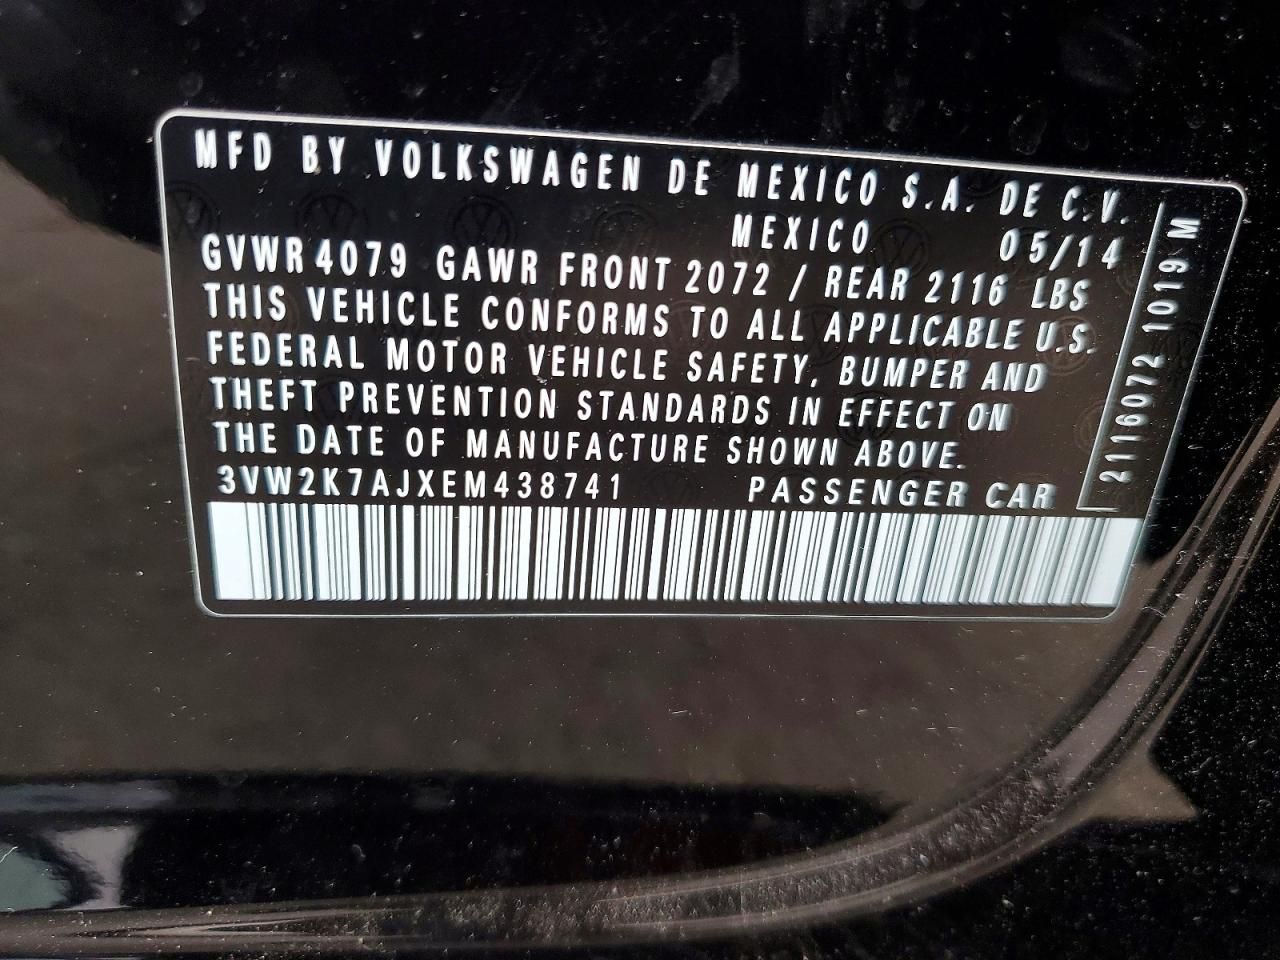 MFD BY VOLKSWAGEN DE MEXICO S.A. DE C.V.
MEXICO 05/14
GVWR 4079 GAWR FRONT 2072 / REAR 2116 LBS
THIS VEHICLE CONFORMS TO ALL APPLICABLE U.S.
FEDERAL MOTOR VEHICLE SAFETY, BUMPER AND
THEFT PREVENTION STANDARDS IN EFFECT ON
THE DATE OF MANUFACTURE SHOWN ABOVE.
3VW2K7AJXEM438741 PASSENGER CAR
2116072 1019 M